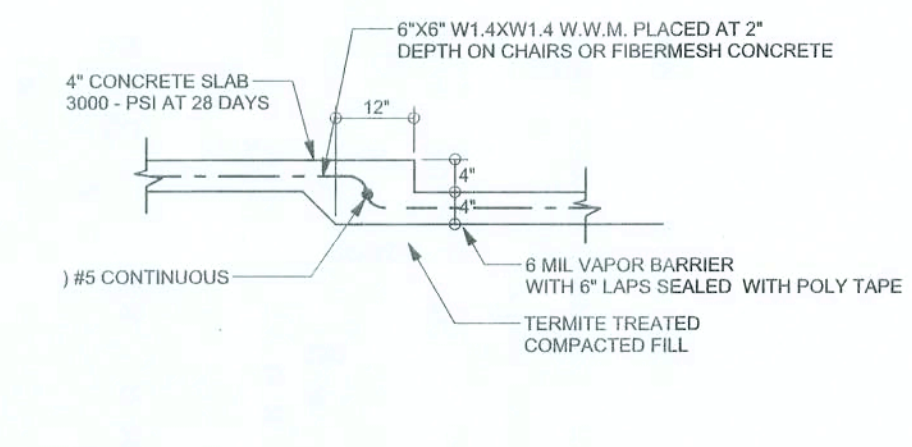 6"X6" W1.4XW1.4 W.W.M. PLACED AT 2"
DEPTH ON CHAIRS OR FIBERMESH CONCRETE
4" CONCRETE SLAB
3000 - PSI AT 28 DAYS
12"
4"
4"
) #5 CONTINUOUS
6 MIL VAPOR BARRIER
WITH 6" LAPS SEALED WITH POLY TAPE
TERMITE TREATED
COMPACTED FILL